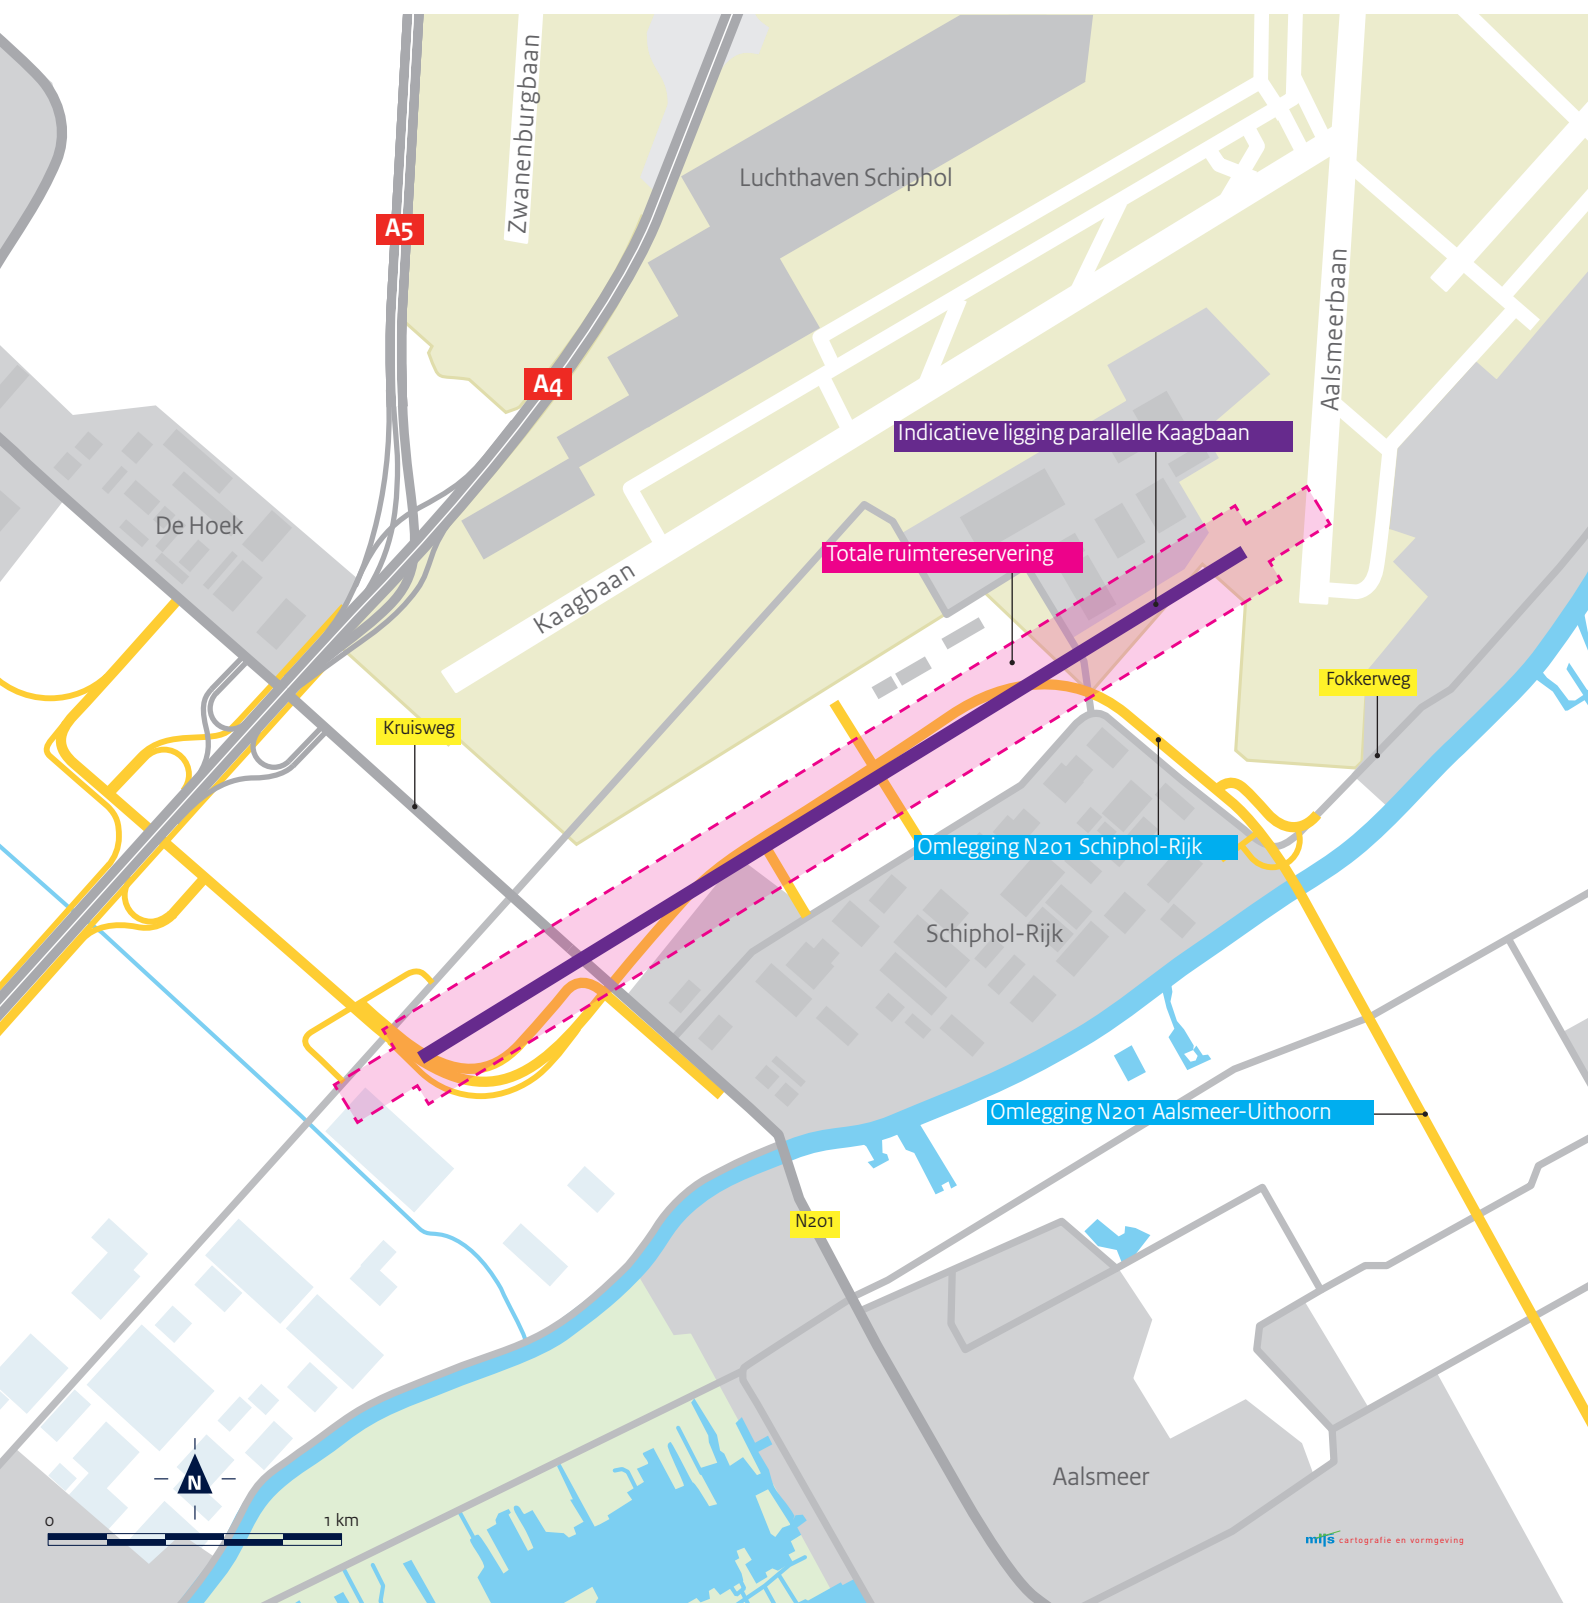 Zwanenburgbaan
Luchthaven Schiphol
A5
Aalsmeerbaan
A4
Indicatieve ligging parallelle Kaagbaan
De Hoek
Totale ruimtereservering
Kaagbaan
Fokkerweg
Kruisweg
Omlegging N201 Schiphol-Rijk
Schiphol-Rijk
Omlegging N201 Aalsmeer-Uithoorn
N201
Aalsmeer
N
0 1 km
mijs cartografie en vormgeving